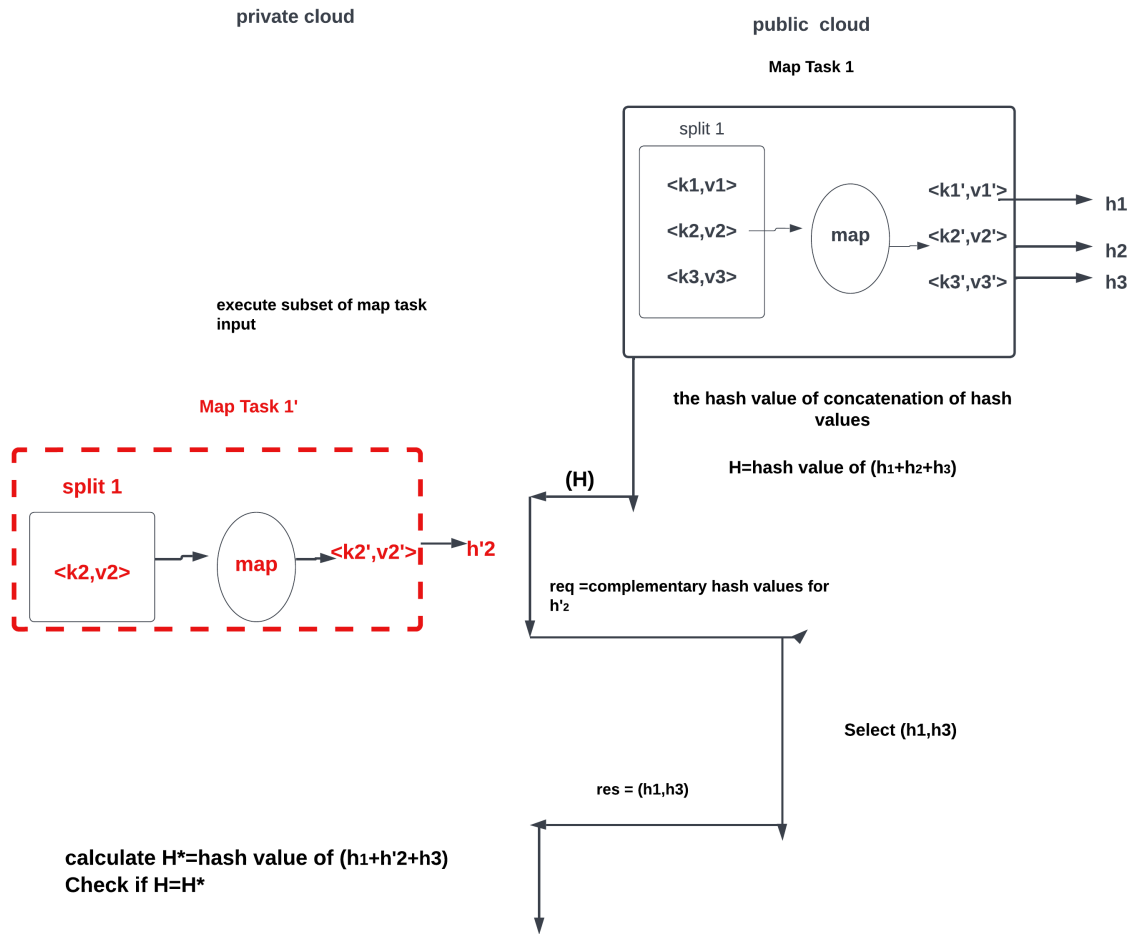 private cloud
public cloud
Map Task 1
split 1
<k1,v1>
<k2,v2>
<k3,v3>
map
<k1',v1'>
<k2',v2'>
<k3',v3'>
h1
h2
h3
execute subset of map task
input
Map Task 1'
split 1
<k2,v2>
map
<k2',v2'>
h'2
the hash value of concatenation of hash
values
H=hash value of (h1+h2+h3)
(H)
req =complementary hash values for
h'2
Select (h1,h3)
res = (h1,h3)
calculate H*=hash value of (h1+h'2+h3)
Check if H=H*